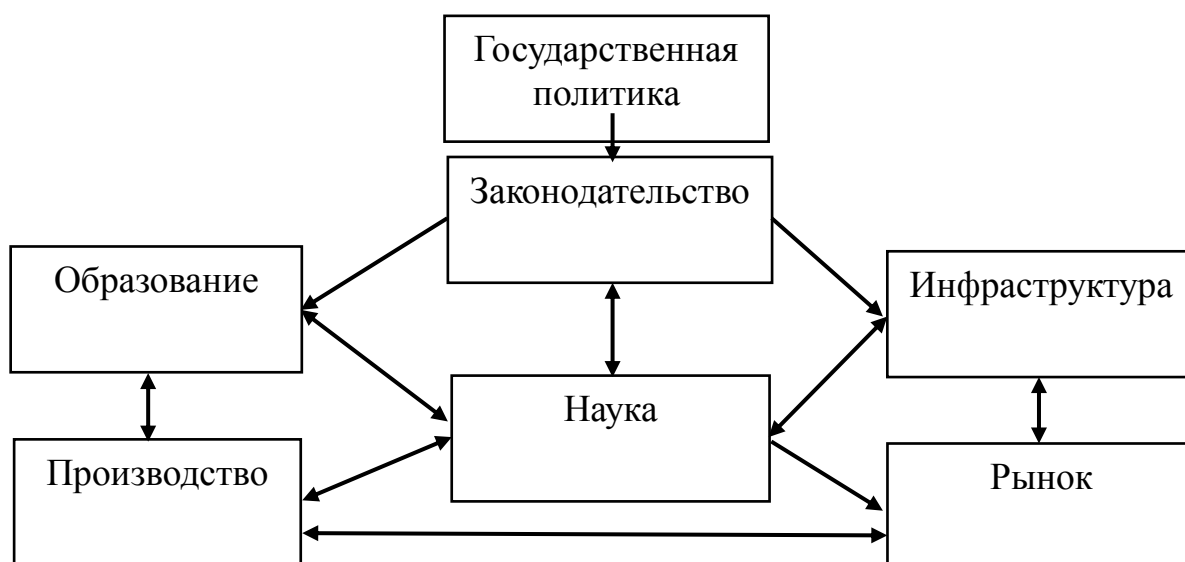 Государственная
политика
Законодательство
Образование
Инфраструктура
Наука
Производство
Рынок